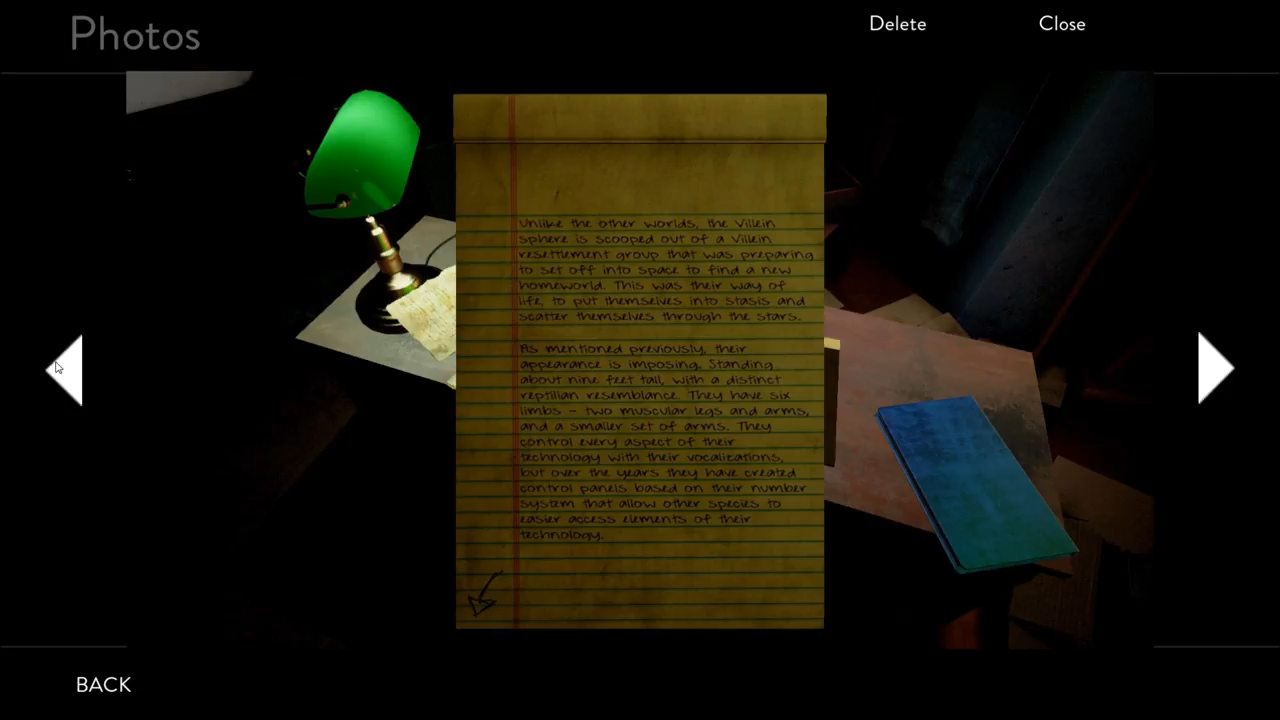 Photos
Delete
Close
Unlike the other worlds, the Villein
sphere is scooped out of a Villein
resettlement group that was preparing
to set off into space to find a new
homeworld. This was their way of
life, to put themselves into stasis and
scatter themselves through the stars.
As mentioned previously, their
appearance is imposing. Standing
about nine feet tall, with a distinct
reptilian resemblance. They have six
limbs - two muscular legs and arms,
and a smaller set of arms. They
control every aspect of their
technology with their vocalizations,
but over the years they have created
control panels based on their number
system that allow other species to
easier access elements of their
technology.
BACK